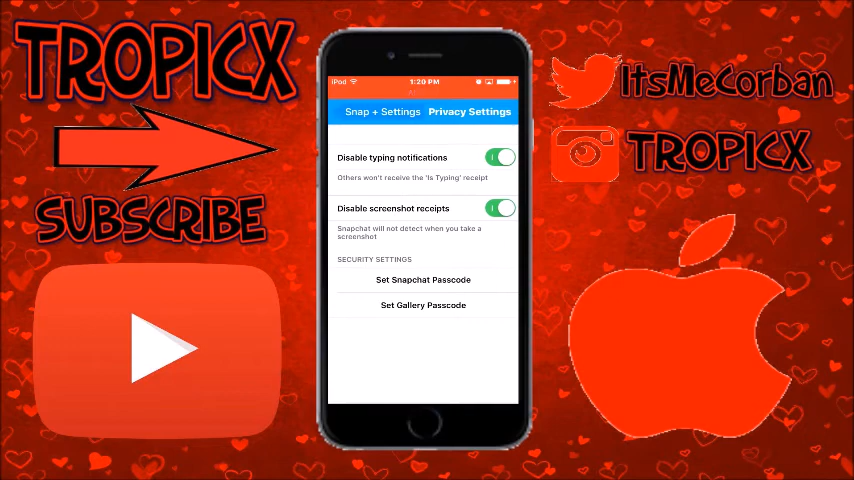 TROPICX
SUBSCRIBE
iPod
1:20 PM
Snap + Settings
Privacy Settings
Disable typing notifications
Others won't receive the 'Is Typing' receipt
Disable screenshot receipts
Snapchat will not detect when you take a
screenshot
SECURITY SETTINGS
Set Snapchat Passcode
Set Gallery Passcode
ItsMeCorban
TROPICX